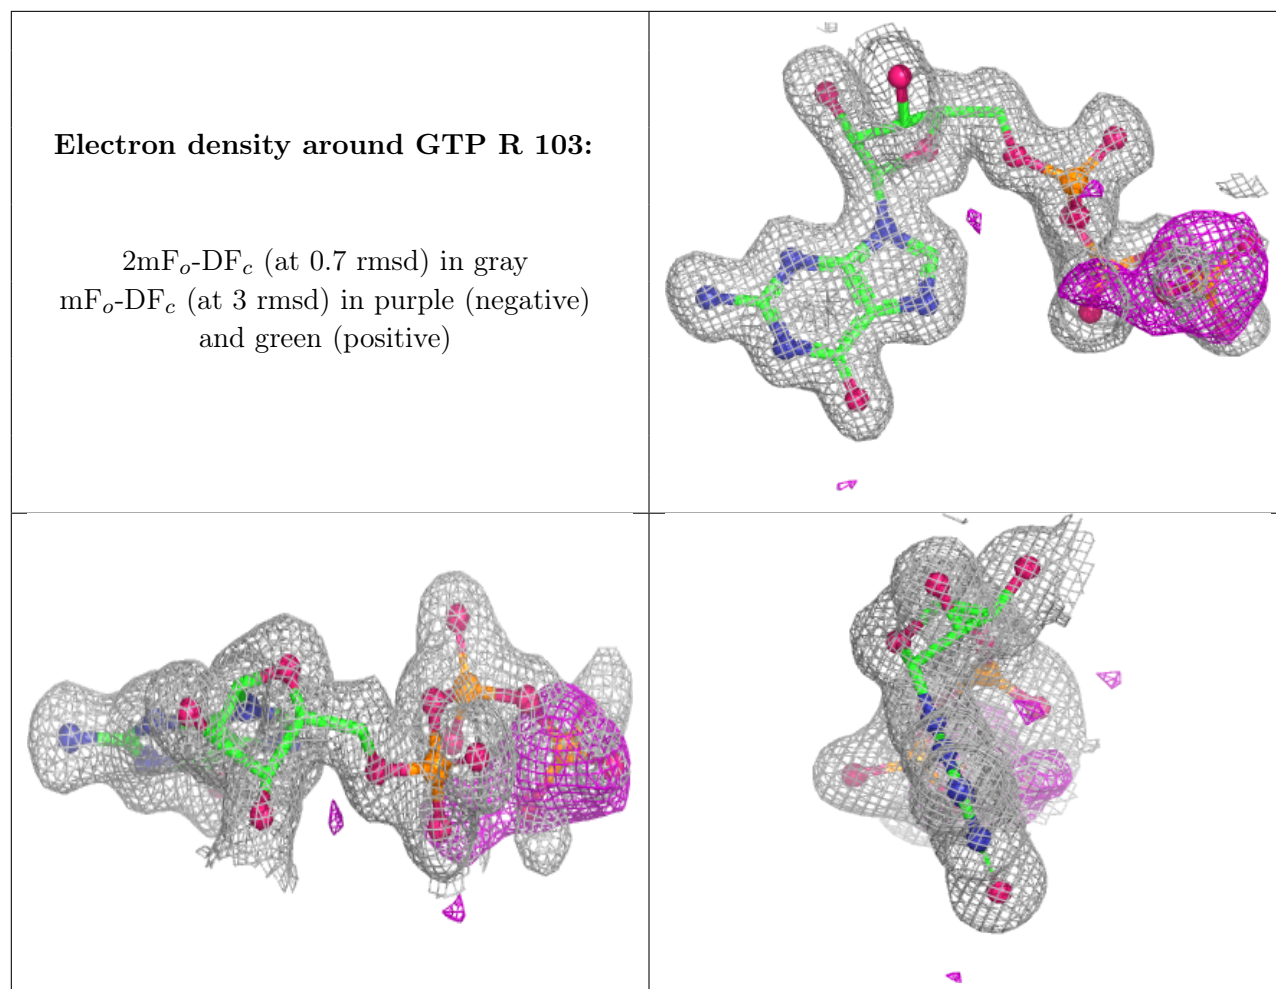 Electron density around GTP R 103:
2mFₒ-DF𝑐 (at 0.7 rmsd) in gray
mFₒ-DF𝑐 (at 3 rmsd) in purple (negative)
and green (positive)